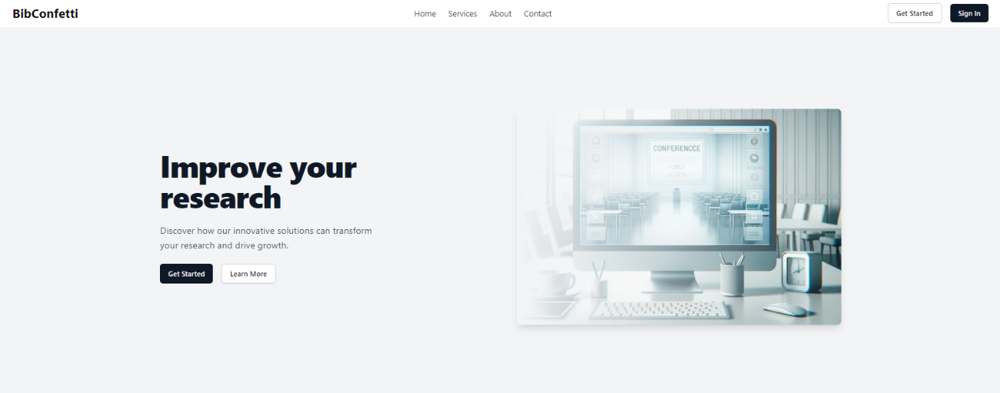 BibConfetti
Home Services About Contact
Get Started Sign In
Improve your
research
Discover how our innovative solutions can transform
your research and drive growth.
Get Started Learn More
CONFERENCCE